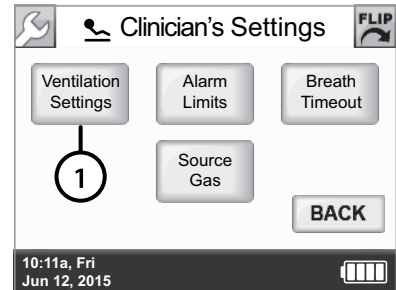 Clinician's Settings
FLIP
Ventilation
Settings
Alarm
Limits
Breath
Timeout
1
Source
Gas
BACK
10:11a, Fri
Jun 12, 2015